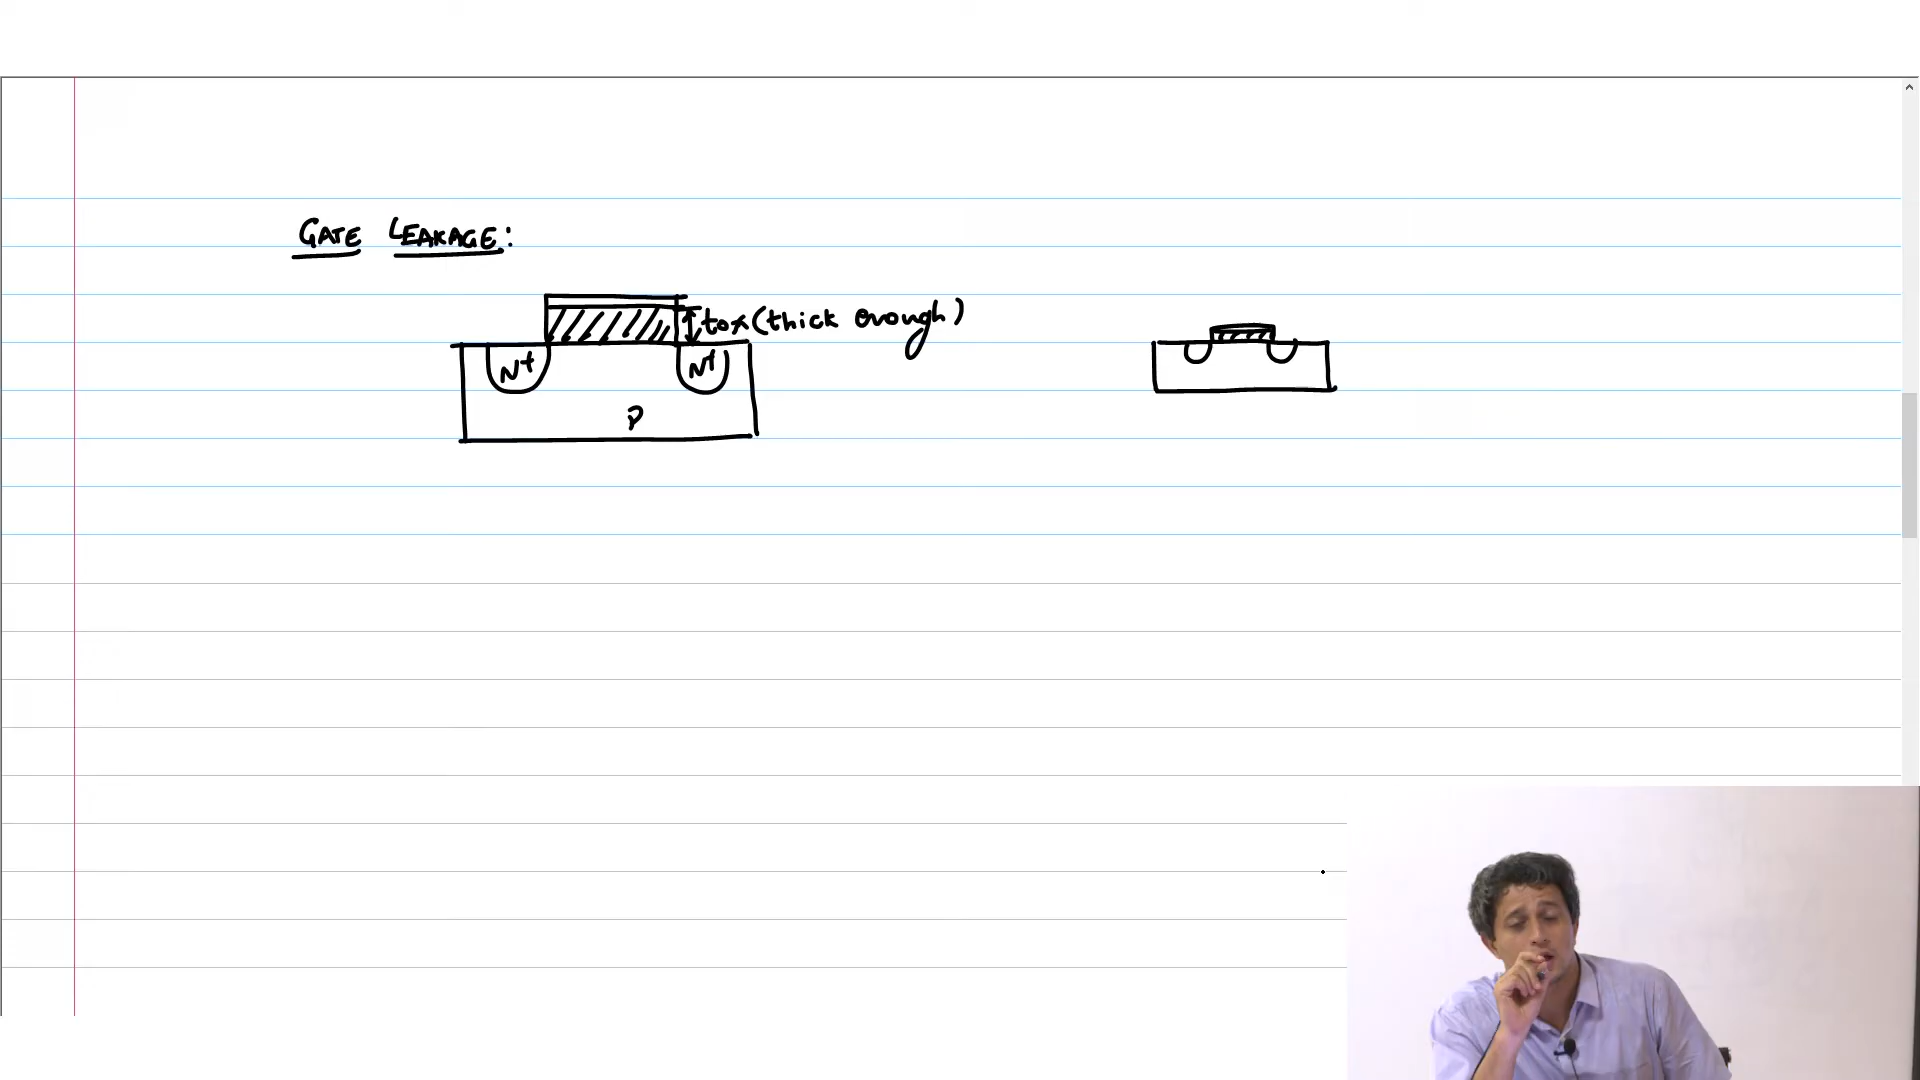 GATE LEAKAGE:
tox (thick enough)
N+ N+
P